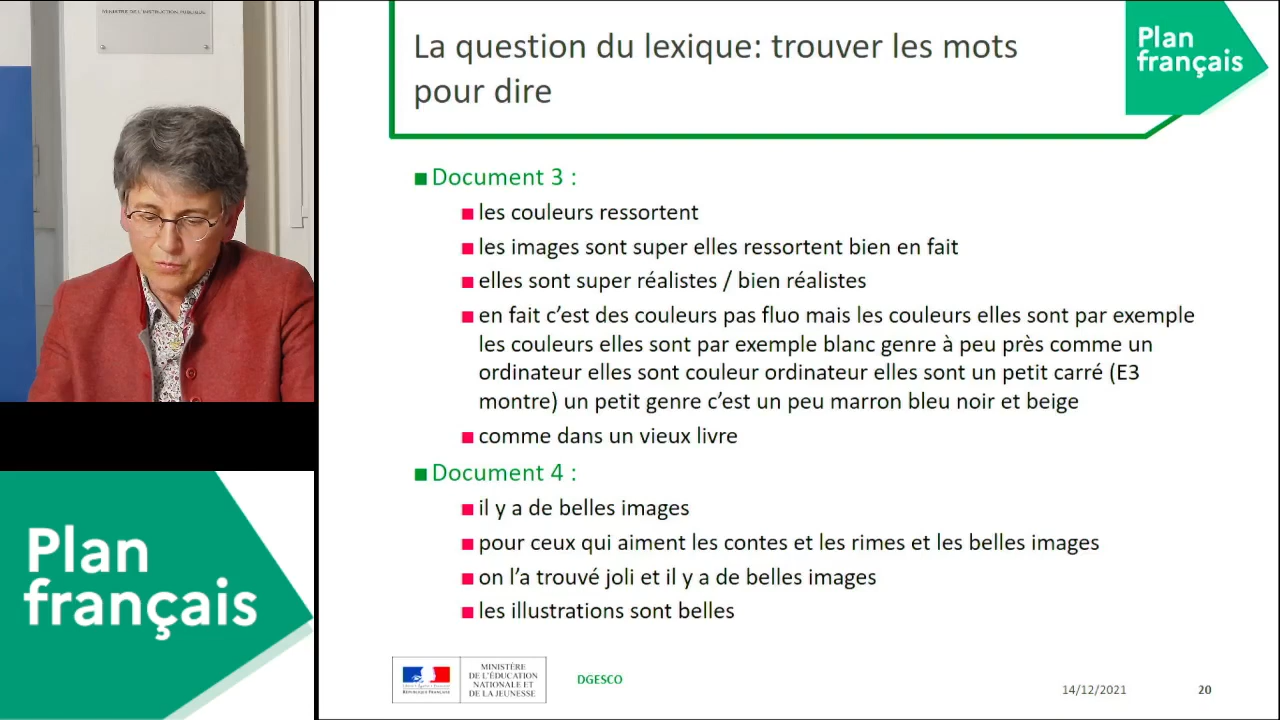 MINISTRE DE L'INSTRUCTION PUBLIQUE
La question du lexique: trouver les mots
pour dire
Plan
français
Document 3 :
les couleurs ressortent
les images sont super elles ressortent bien en fait
elles sont super réalistes / bien réalistes
en fait c’est des couleurs pas fluo mais les couleurs elles sont par exemple
les couleurs elles sont par exemple blanc genre à peu près comme un
ordinateur elles sont couleur ordinateur elles sont un petit carré (E3
montre) un petit genre c’est un peu marron bleu noir et beige
comme dans un vieux livre
Document 4 :
il y a de belles images
pour ceux qui aiment les contes et les rimes et les belles images
on l’a trouvé joli et il y a de belles images
les illustrations sont belles
Plan
français
RÉPUBLIQUE FRANÇAISE
MINISTÈRE
DE L'ÉDUCATION
NATIONALE ET
DE LA JEUNESSE
DGESCO
14/12/2021
20